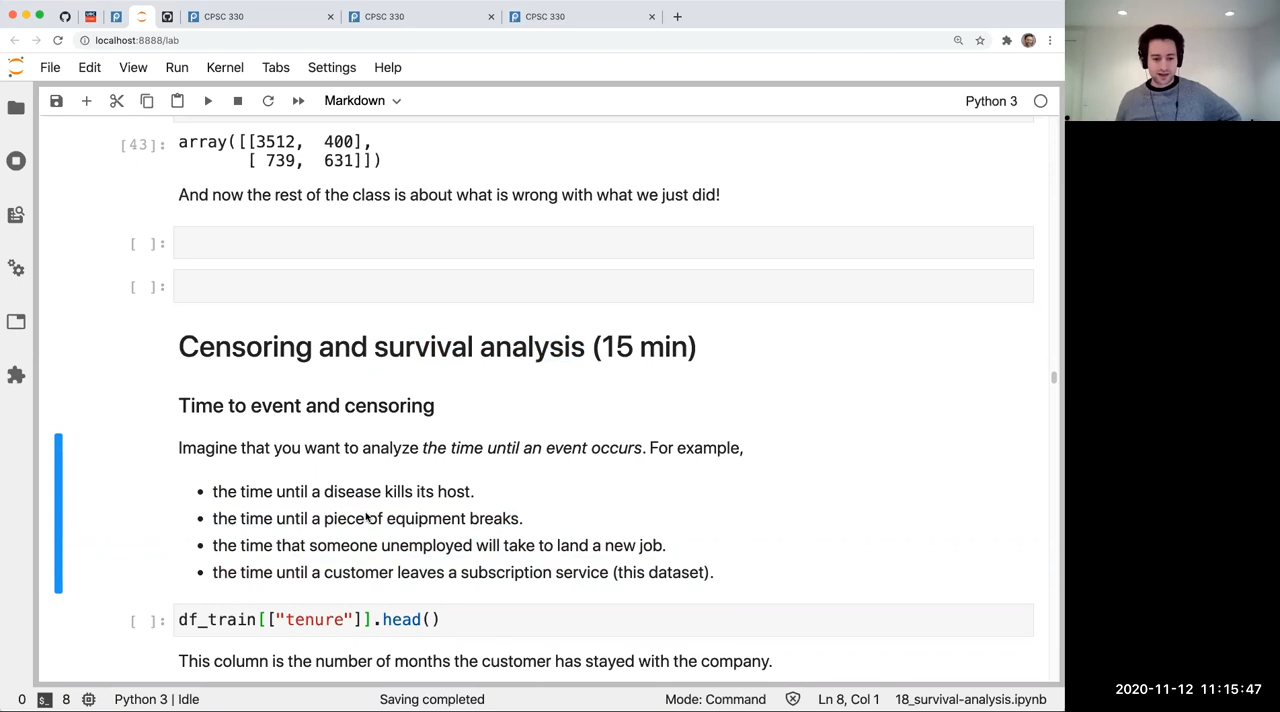 CPSC 330
CPSC 330
CPSC 330
localhost:8888/lab
File Edit View Run Kernel Tabs Settings Help
Markdown
Python 3
[43]: array([[3512, 400],
[ 739, 631]])
And now the rest of the class is about what is wrong with what we just did!
[ ]:
[ ]:
Censoring and survival analysis (15 min)
Time to event and censoring
Imagine that you want to analyze the time until an event occurs. For example,
• the time until a disease kills its host.
• the time until a piece of equipment breaks.
• the time that someone unemployed will take to land a new job.
• the time until a customer leaves a subscription service (this dataset).
[ ]: df_train[["tenure"]].head()
This column is the number of months the customer has stayed with the company.
0 8 Python 3 | Idle Saving completed Mode: Command Ln 8, Col 1 18_survival-analysis.ipynb
2020-11-12 11:15:47